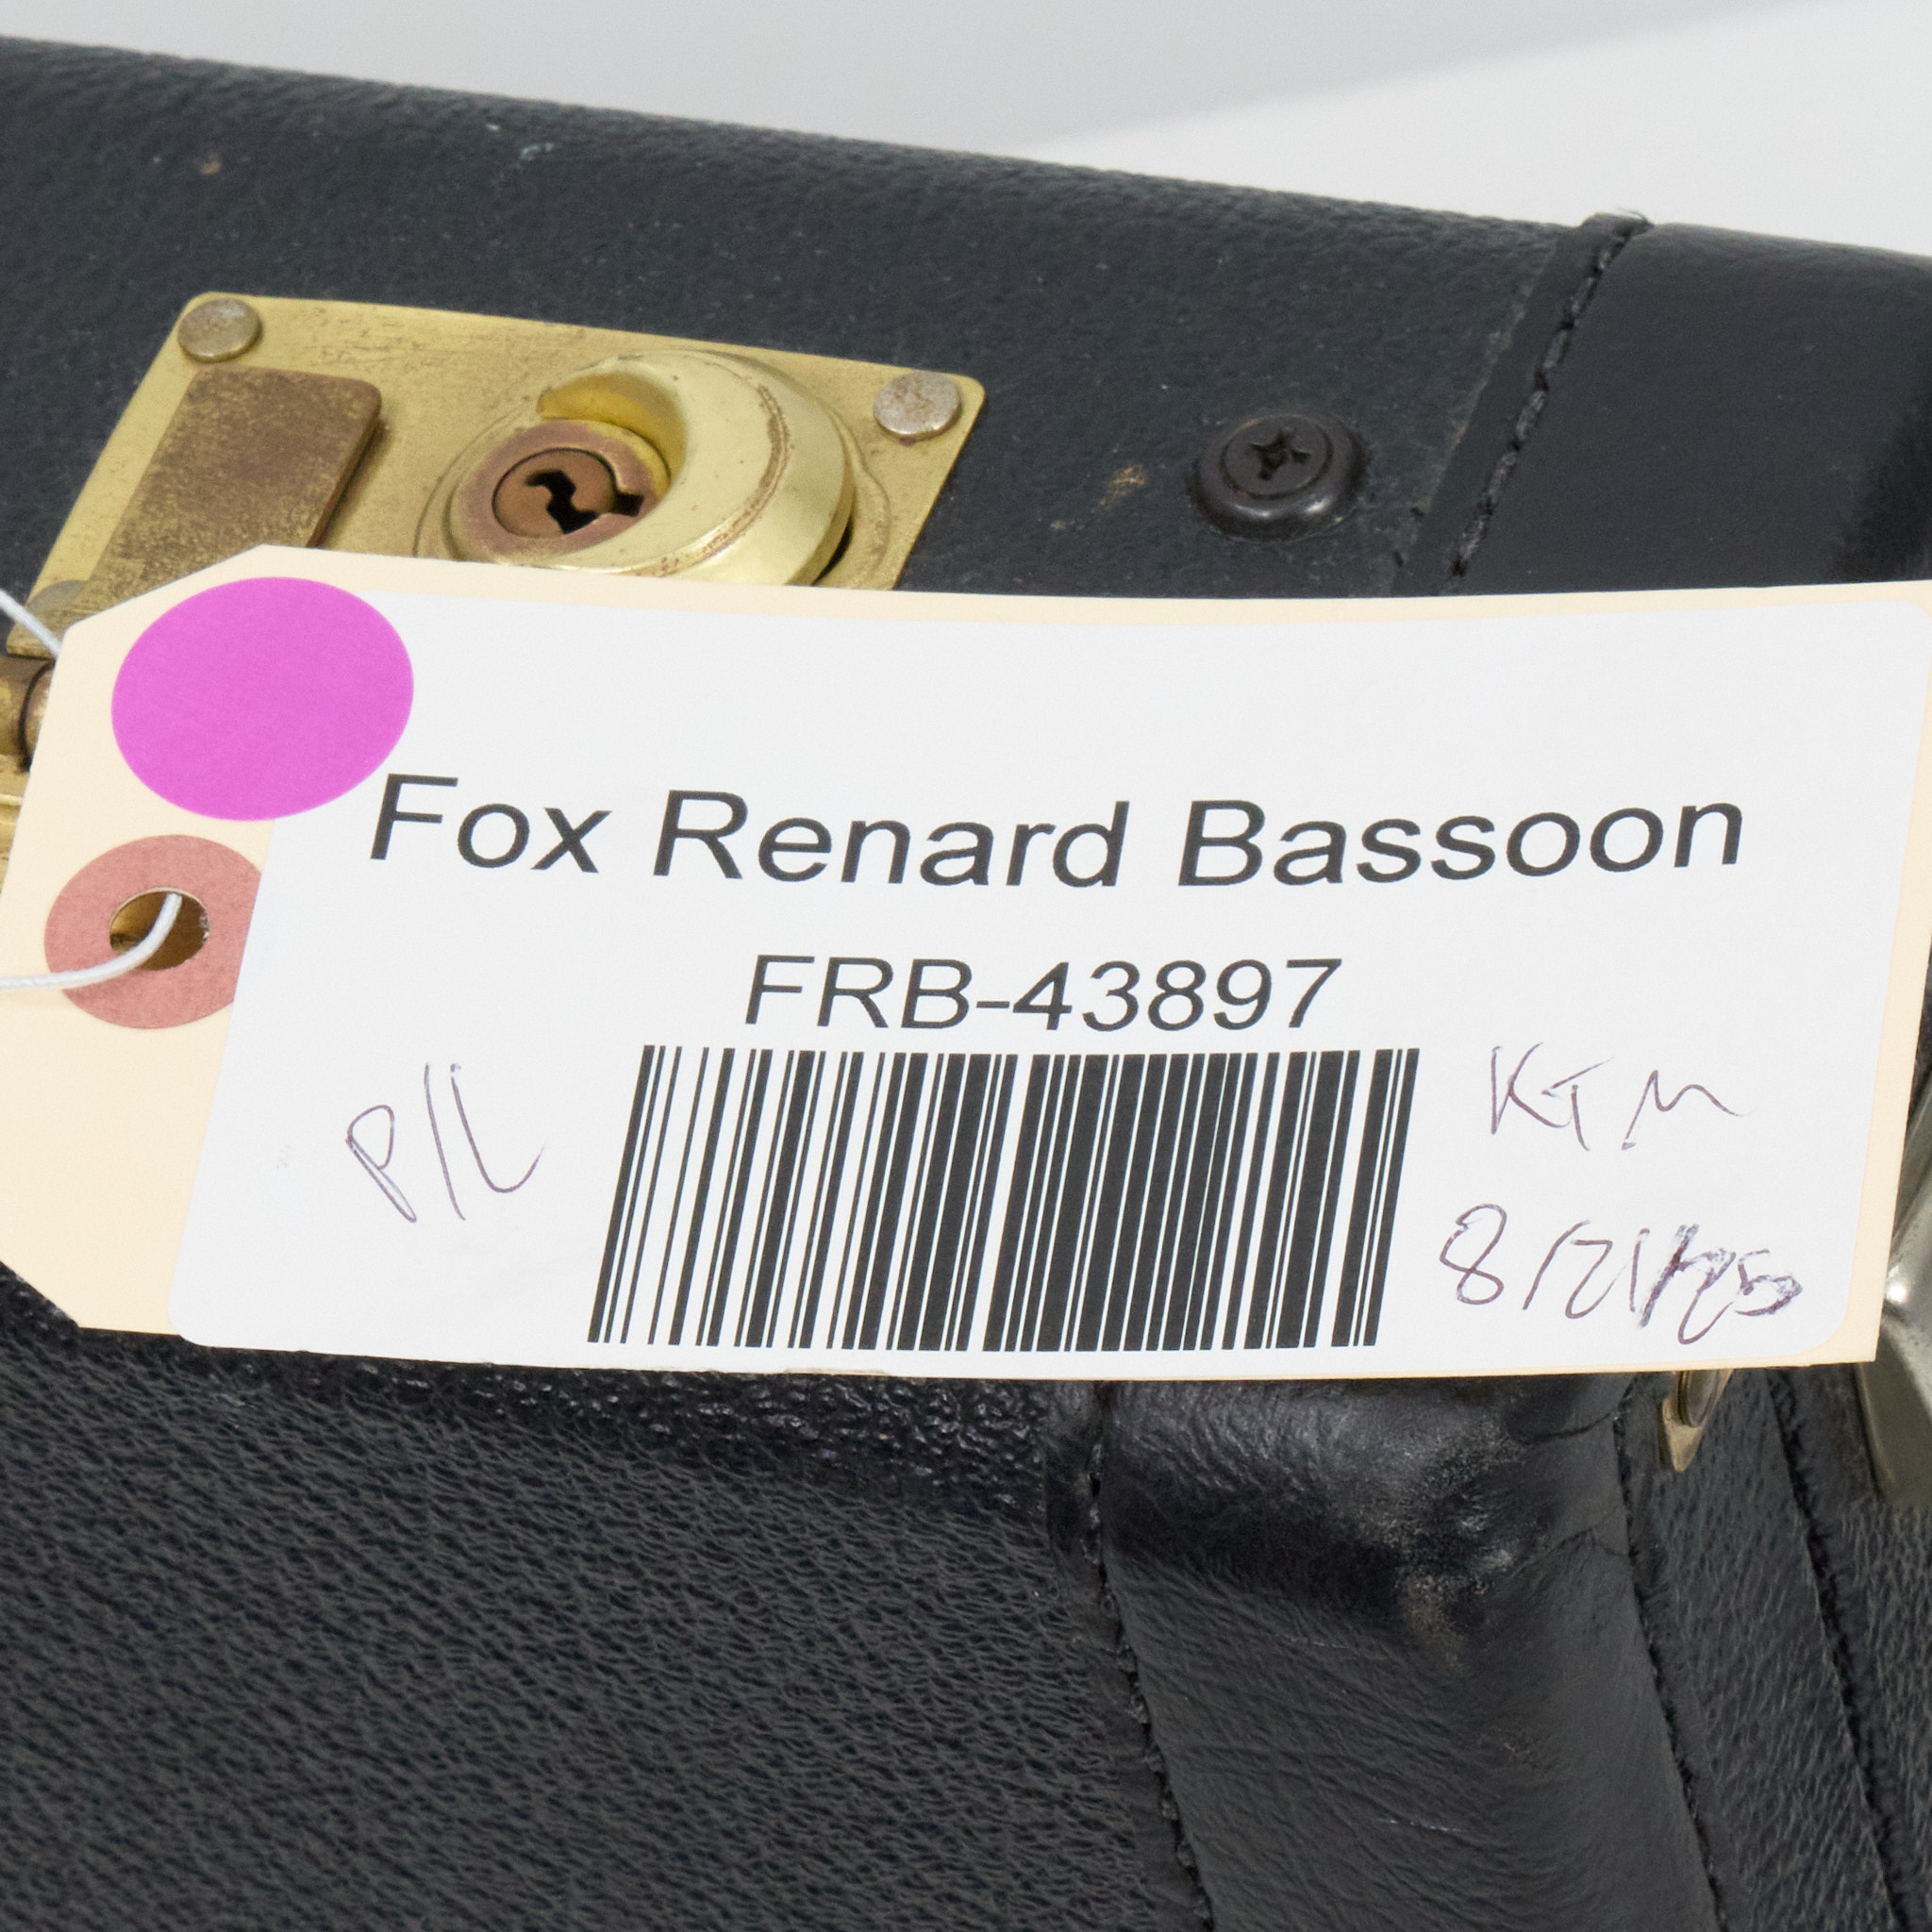 Fox Renard Bassoon
FRB-43897
P/L
KTM